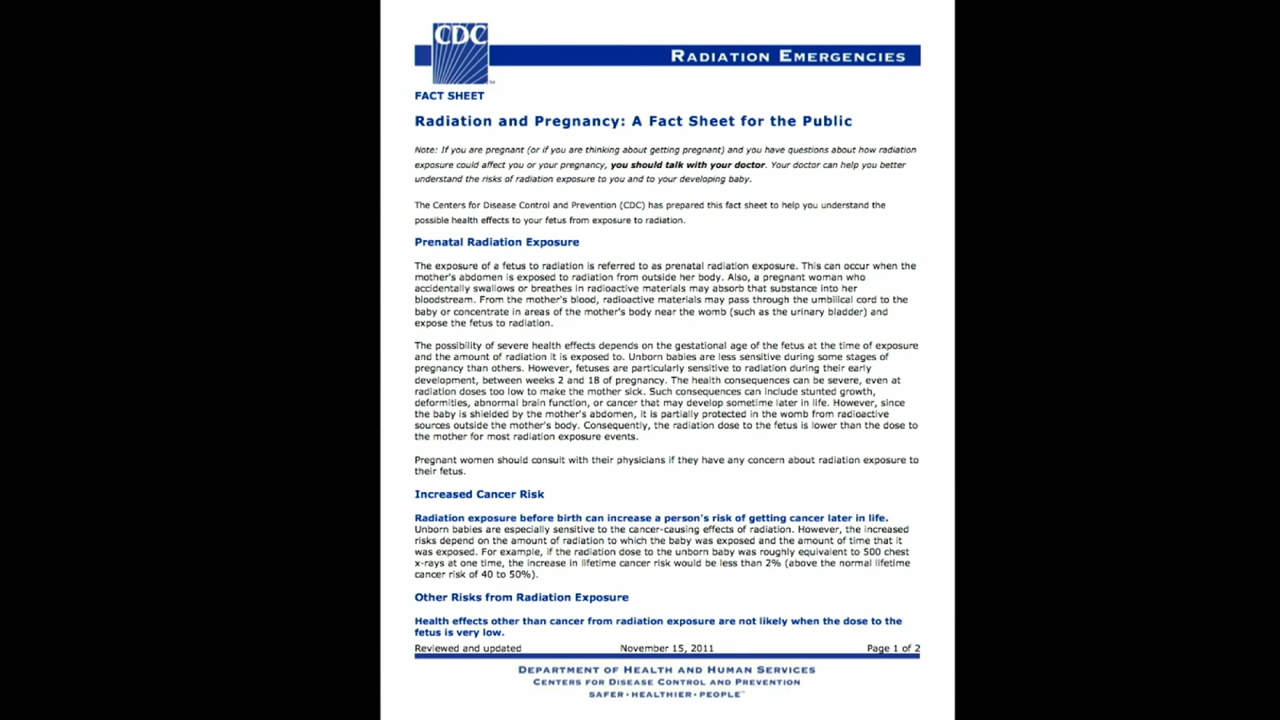 CDC
RADIATION EMERGENCIES
FACT SHEET
Radiation and Pregnancy: A Fact Sheet for the Public
Note: If you are pregnant (or if you are thinking about getting pregnant) and you have questions about how radiation
exposure could affect you or your pregnancy, you should talk with your doctor. Your doctor can help you better
understand the risks of radiation exposure to you and to your developing baby.
The Centers for Disease Control and Prevention (CDC) has prepared this fact sheet to help you understand the
possible health effects to your fetus from exposure to radiation.
Prenatal Radiation Exposure
The exposure of a fetus to radiation is referred to as prenatal radiation exposure. This can occur when the
mother's abdomen is exposed to radiation from outside her body. Also, a pregnant woman who
accidentally swallows or breathes in radioactive materials may absorb that substance into her
bloodstream. From the mother's blood, radioactive materials may pass through the umbilical cord to the
baby or concentrate in areas of the mother's body near the womb (such as the urinary bladder) and
expose the fetus to radiation.
The possibility of severe health effects depends on the gestational age of the fetus at the time of exposure
and the amount of radiation it is exposed to. Unborn babies are less sensitive during some stages of
pregnancy than others. However, fetuses are particularly sensitive to radiation during their early
development, between weeks 2 and 18 of pregnancy. The health consequences can be severe, even at
radiation doses too low to make the mother sick. Such consequences can include stunted growth,
deformities, abnormal brain function, or cancer that may develop sometime later in life. However, since
the baby is shielded by the mother's abdomen, it is partially protected in the womb from radioactive
sources outside the mother's body. Consequently, the radiation dose to the fetus is lower than the dose to
the mother for most radiation exposure events.
Pregnant women should consult with their physicians if they have any concern about radiation exposure to
their fetus.
Increased Cancer Risk
Radiation exposure before birth can increase a person's risk of getting cancer later in life.
Unborn babies are especially sensitive to the cancer-causing effects of radiation. However, the increased
risks depend on the amount of radiation to which the baby was exposed and the amount of time that it
was exposed. For example, if the radiation dose to the unborn baby was roughly equivalent to 500 chest
x-rays at one time, the increase in lifetime cancer risk would be less than 2% (above the normal lifetime
cancer risk of 40 to 50%).
Other Risks from Radiation Exposure
Health effects other than cancer from radiation exposure are not likely when the dose to the
fetus is very low.
Reviewed and updated November 15, 2011 Page 1 of 2
DEPARTMENT OF HEALTH AND HUMAN SERVICES
CENTERS FOR DISEASE CONTROL AND PREVENTION
SAFER • HEALTHIER • PEOPLE™